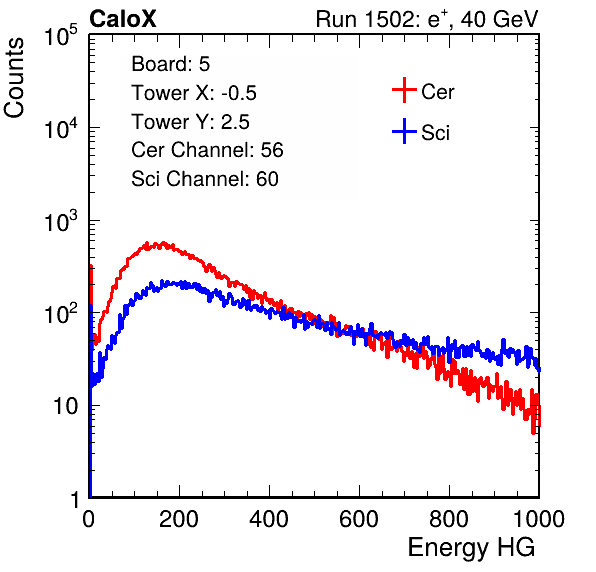 CaloX
Run 1502: e+, 40 GeV
Board: 5
Tower X: -0.5
Tower Y: 2.5
Cer Channel: 56
Sci Channel: 60
Cer
Sci
Counts
10^5
10^4
10^3
10^2
10
1
0 200 400 600 800 1000
Energy HG